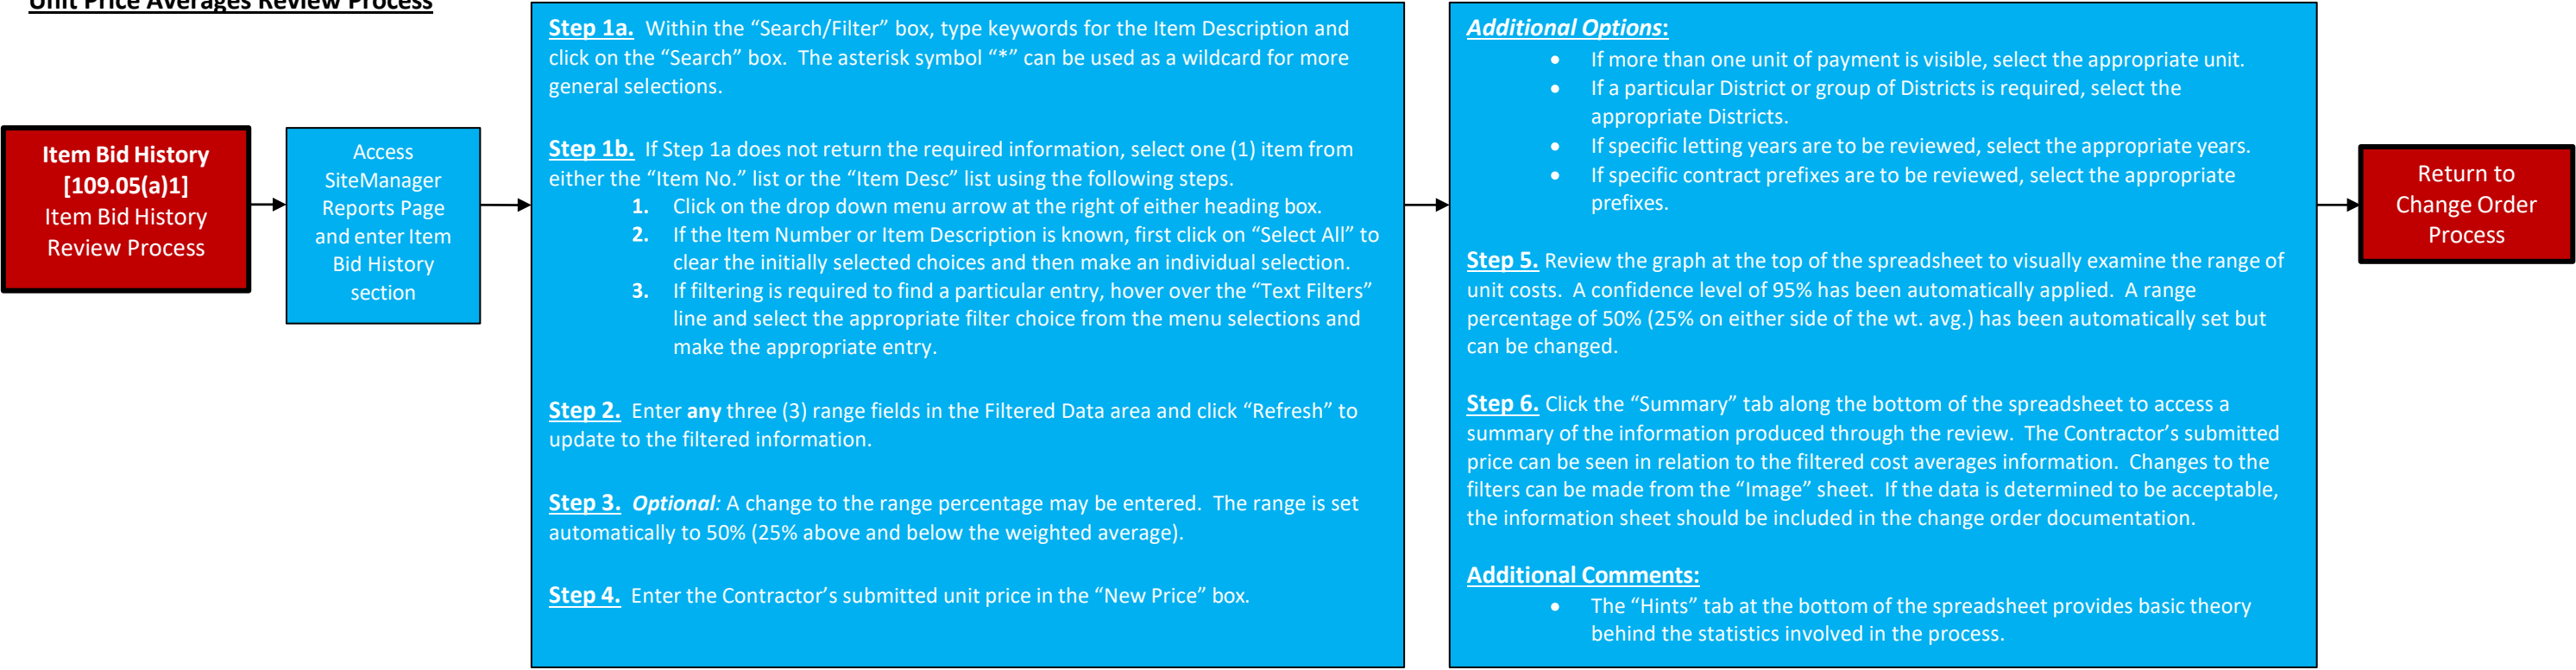 Unit Price Averages Review Process
Item Bid History
[109.05(a)1]
Item Bid History
Review Process
Access
SiteManager
Reports Page
and enter Item
Bid History
section
Step 1a. Within the “Search/Filter” box, type keywords for the Item Description and
click on the “Search” box. The asterisk symbol “*” can be used as a wildcard for more
general selections.
Step 1b. If Step 1a does not return the required information, select one (1) item from
either the “Item No.” list or the “Item Desc” list using the following steps.
1. Click on the drop down menu arrow at the right of either heading box.
2. If the Item Number or Item Description is known, first click on “Select All” to
clear the initially selected choices and then make an individual selection.
3. If filtering is required to find a particular entry, hover over the “Text Filters”
line and select the appropriate filter choice from the menu selections and
make the appropriate entry.
Step 2. Enter any three (3) range fields in the Filtered Data area and click “Refresh” to
update to the filtered information.
Step 3. Optional: A change to the range percentage may be entered. The range is set
automatically to 50% (25% above and below the weighted average).
Step 4. Enter the Contractor’s submitted unit price in the “New Price” box.
Additional Options:
• If more than one unit of payment is visible, select the appropriate unit.
• If a particular District or group of Districts is required, select the
appropriate Districts.
• If specific letting years are to be reviewed, select the appropriate years.
• If specific contract prefixes are to be reviewed, select the appropriate
prefixes.
Step 5. Review the graph at the top of the spreadsheet to visually examine the range of
unit costs. A confidence level of 95% has been automatically applied. A range
percentage of 50% (25% on either side of the wt. avg.) has been automatically set but
can be changed.
Step 6. Click the “Summary” tab along the bottom of the spreadsheet to access a
summary of the information produced through the review. The Contractor’s submitted
price can be seen in relation to the filtered cost averages information. Changes to the
filters can be made from the “Image” sheet. If the data is determined to be acceptable,
the information sheet should be included in the change order documentation.
Additional Comments:
• The “Hints” tab at the bottom of the spreadsheet provides basic theory
behind the statistics involved in the process.
Return to
Change Order
Process